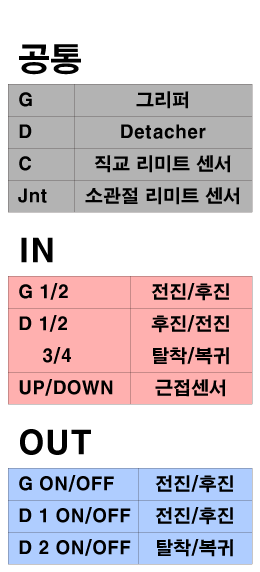 공통
G 그리퍼
D Detacher
C 직교 리미트 센서
Jnt 소관절 리미트 센서
IN
G 1/2 전진/후진
D 1/2 후진/전진
3/4 탈착/복귀
UP/DOWN 근접센서
OUT
G ON/OFF 전진/후진
D 1 ON/OFF 전진/후진
D 2 ON/OFF 탈착/복귀